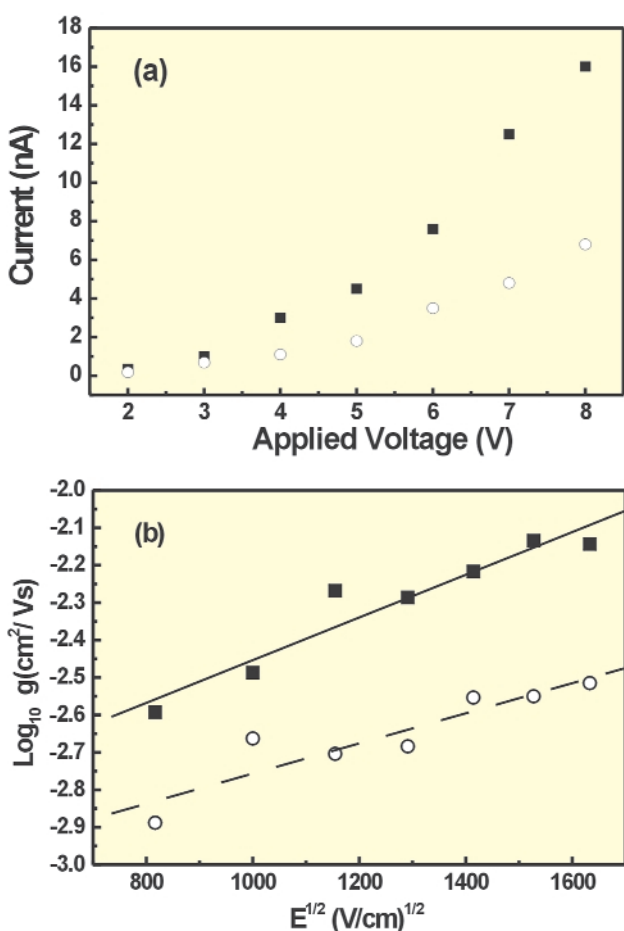 (a)
Current (nA)
18
16
14
12
10
8
6
4
2
0
2 3 4 5 6 7 8
Applied Voltage (V)
(b)
Log₁₀ g(cm²/ Vs)
-2.0
-2.1
-2.2
-2.3
-2.4
-2.5
-2.6
-2.7
-2.8
-2.9
-3.0
800 1000 1200 1400 1600
E^1/2 (V/cm)^1/2